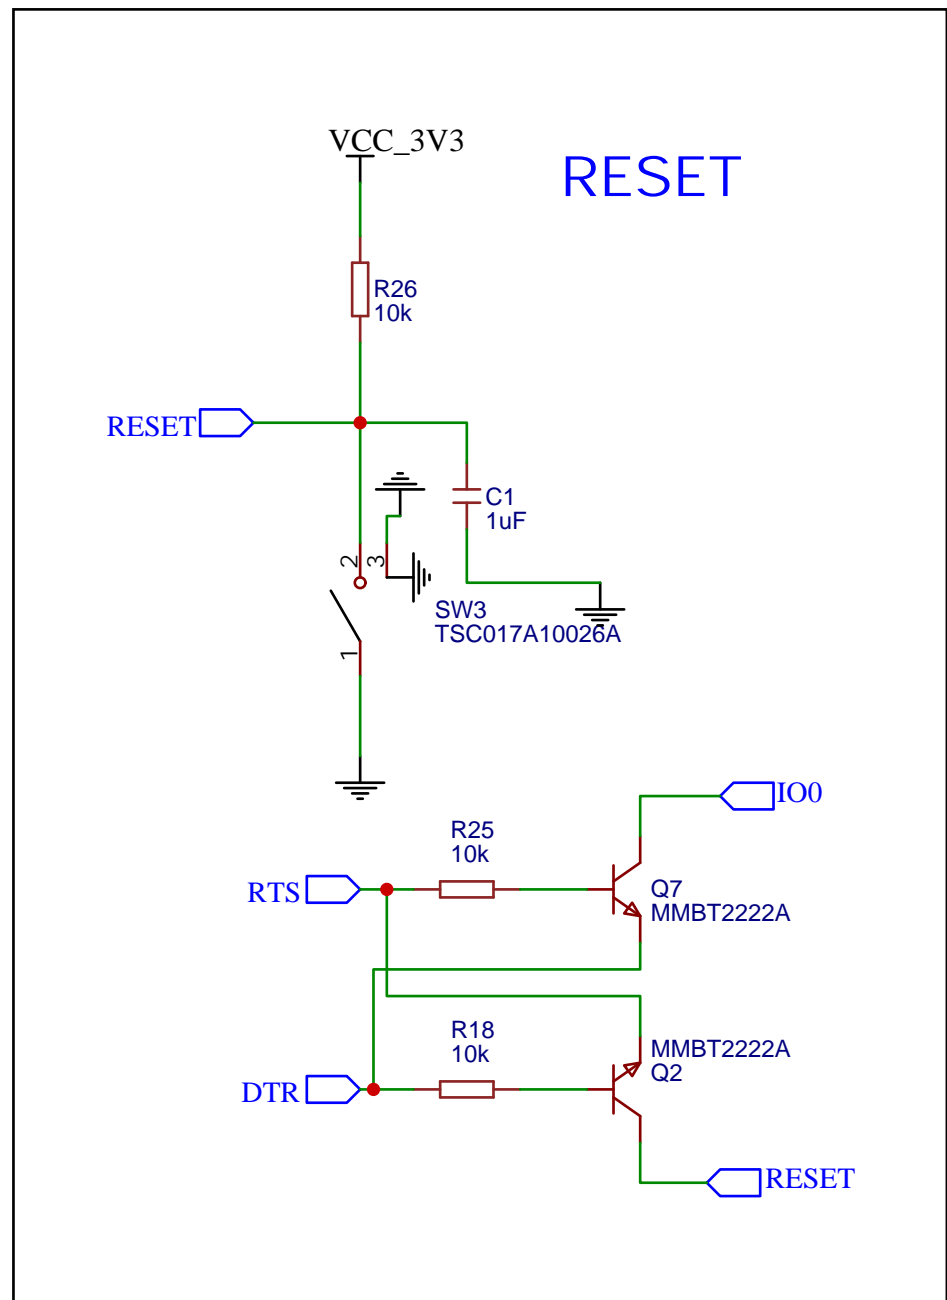 VCC_3V3
RESET
R26
10k
RESET
C1
1uF
2
3
SW3
TSC017A10026A
1
IO0
R25
10k
RTS
Q7
MMBT2222A
R18
10k
MMBT2222A
Q2
DTR
RESET